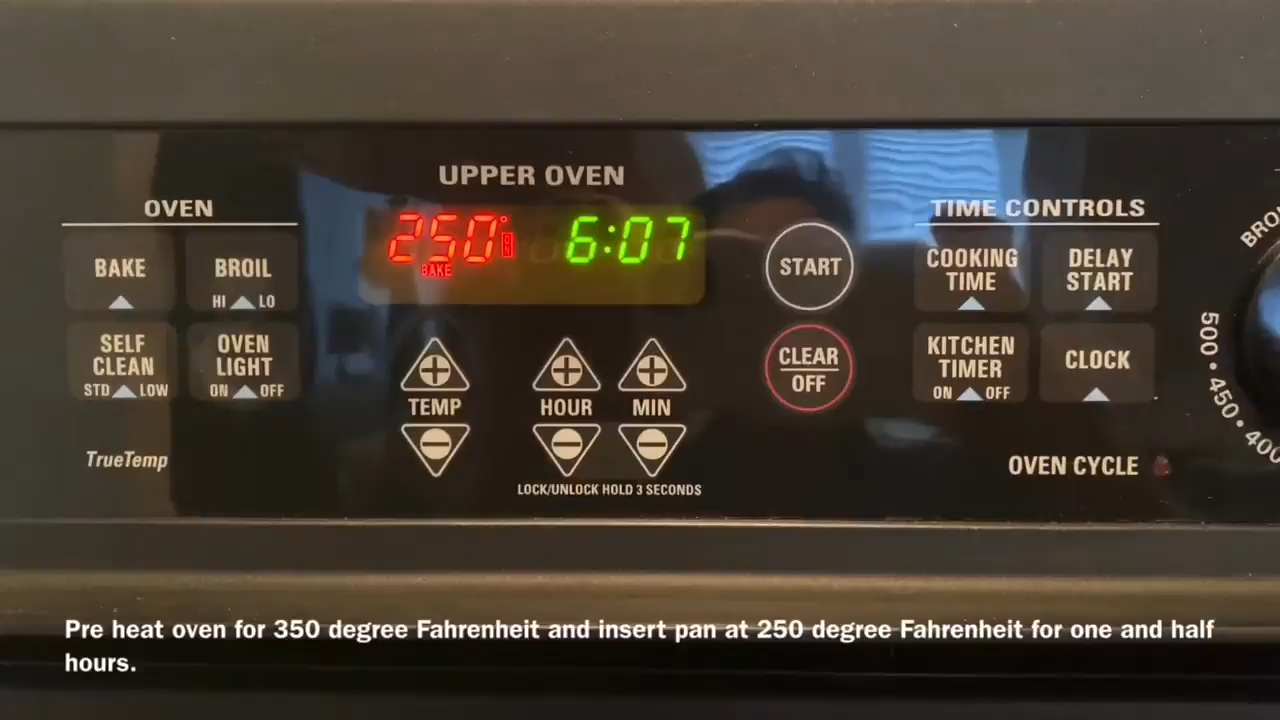 UPPER OVEN
OVEN
BAKE
BROIL
HI LO
SELF
CLEAN
STD LOW
OVEN
LIGHT
ON OFF
TrueTemp
250° ON
BAKE
6:07
TEMP
HOUR
MIN
LOCK/UNLOCK HOLD 3 SECONDS
START
CLEAR
OFF
TIME CONTROLS
COOKING
TIME
DELAY
START
KITCHEN
TIMER
ON OFF
CLOCK
OVEN CYCLE
500 • 450 • 400
Pre heat oven for 350 degree Fahrenheit and insert pan at 250 degree Fahrenheit for one and half
hours.